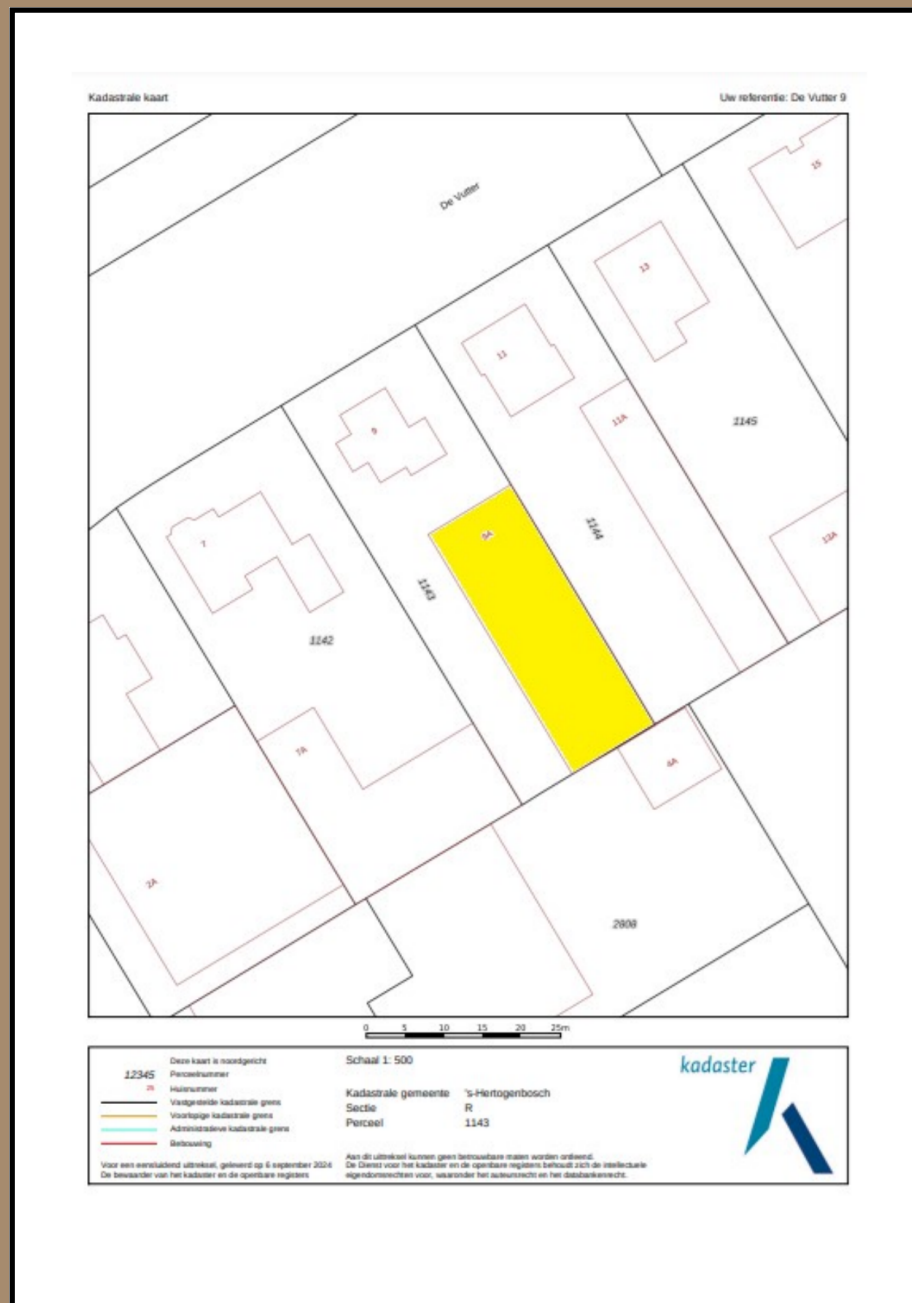 Kadastrale kaart
Uw referentie: De Vutter 9
De Vutter
15
13
11
11A
9
1145
7
9A
1144
13A
1143
1142
7A
4A
2A
2808
0 5 10 15 20 25m
Deze kaart is noordgericht
12345 Perceelnummer
25 Huisnummer
Vastgestelde kadastrale grens
Voorlopige kadastrale grens
Administratieve kadastrale grens
Bebouwing
Voor een eensluidend uittreksel, geleverd op 6 september 2024
De bewaarder van het kadaster en de openbare registers
Schaal 1: 500
Kadastrale gemeente 's-Hertogenbosch
Sectie R
Perceel 1143
Aan dit uittreksel kunnen geen betrouwbare maten worden ontleend.
De Dienst voor het kadaster en de openbare registers behoudt zich de intellectuele
eigendomsrechten voor, waaronder het auteursrecht en het databankenrecht.
kadaster